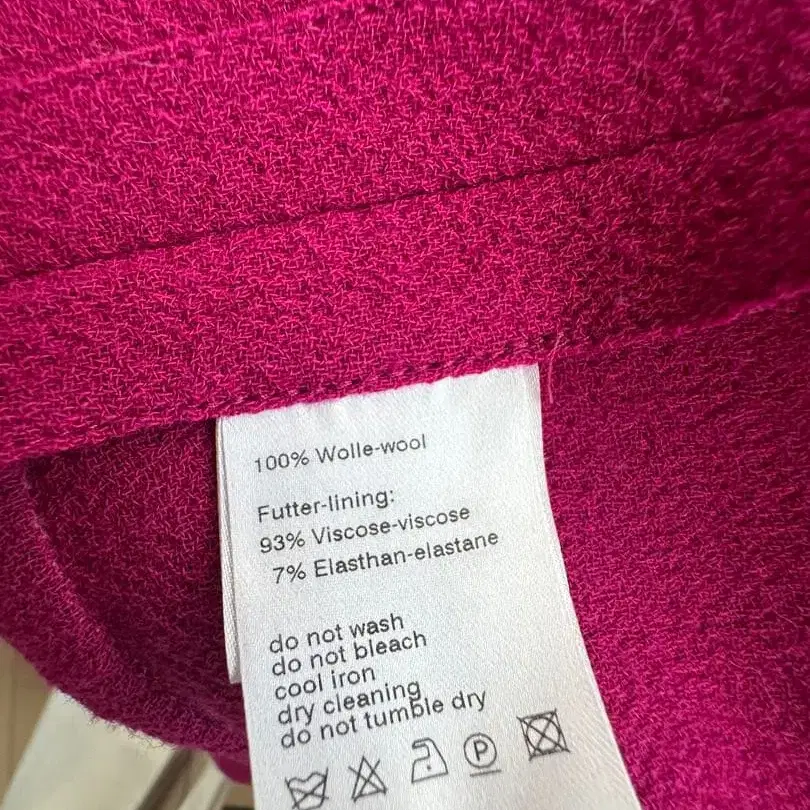 100% Wolle-wool
Futter-lining:
93% Viscose-viscose
7% Elasthan-elastane
do not wash
do not bleach
cool iron
dry cleaning
do not tumble dry
P